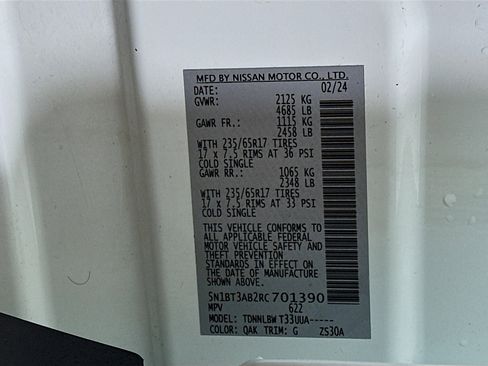 MFD BY NISSAN MOTOR CO., LTD.
DATE: 02/24
GVWR: 2125 KG
4685 LB
GAWR FR.: 1115 KG
2458 LB
WITH 235/65R17 TIRES
17 x 7.5 RIMS AT 36 PSI
COLD SINGLE
GAWR RR.: 1065 KG
2348 LB
WITH 235/65R17 TIRES
17 x 7.5 RIMS AT 33 PSI
COLD SINGLE
THIS VEHICLE CONFORMS TO
ALL APPLICABLE FEDERAL
MOTOR VEHICLE SAFETY AND
THEFT PREVENTION
STANDARDS IN EFFECT ON
THE DATE OF MANUFACTURE
SHOWN ABOVE.
5N1BT3AB2RC701390
MPV 622
MODEL: TDNNLBW T33UUA-----
COLOR: QAK TRIM: G ZS30A